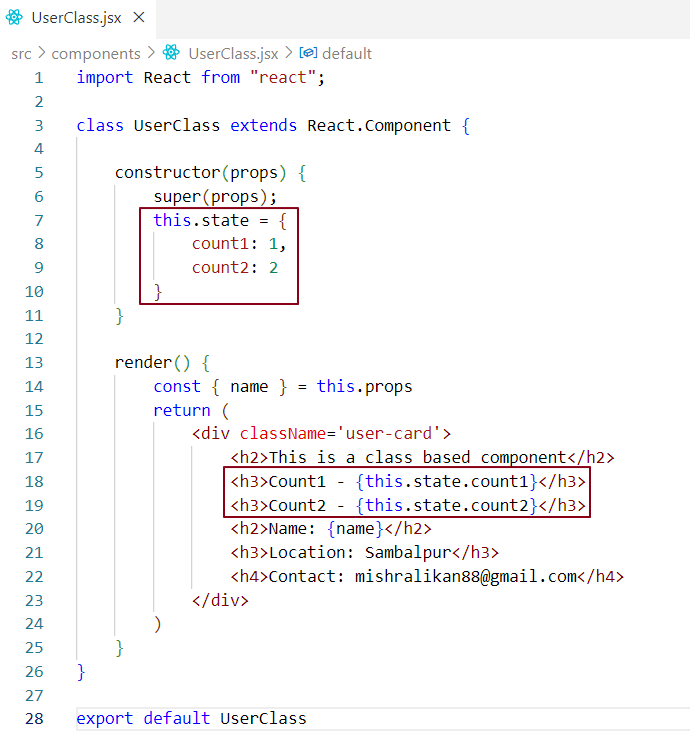 UserClass.jsx ×
src > components > UserClass.jsx > default
1 import React from "react";
2
3 class UserClass extends React.Component {
4
5     constructor(props) {
6         super(props);
7         this.state = {
8             count1: 1,
9             count2: 2
10         }
11     }
12
13     render() {
14         const { name } = this.props
15         return (
16             <div className='user-card'>
17                 <h2>This is a class based component</h2>
18                 <h3>Count1 - {this.state.count1}</h3>
19                 <h3>Count2 - {this.state.count2}</h3>
20                 <h2>Name: {name}</h2>
21                 <h3>Location: Sambalpur</h3>
22                 <h4>Contact: mishralikan88@gmail.com</h4>
23             </div>
24         )
25     }
26 }
27
28 export default UserClass